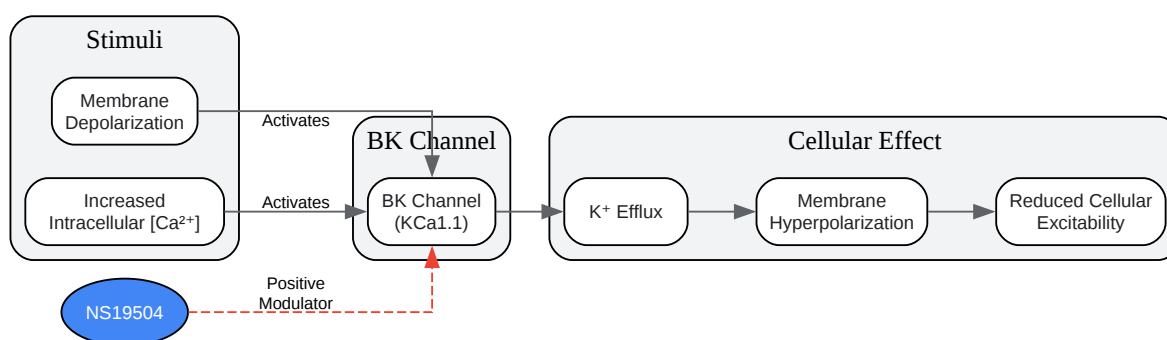 Stimuli
Membrane
Depolarization
Activates
Increased
Intracellular [Ca²⁺]
Activates
BK Channel
BK Channel
(KCa1.1)
Cellular Effect
K⁺ Efflux
Membrane
Hyperpolarization
Reduced Cellular
Excitability
NS19504
Positive
Modulator